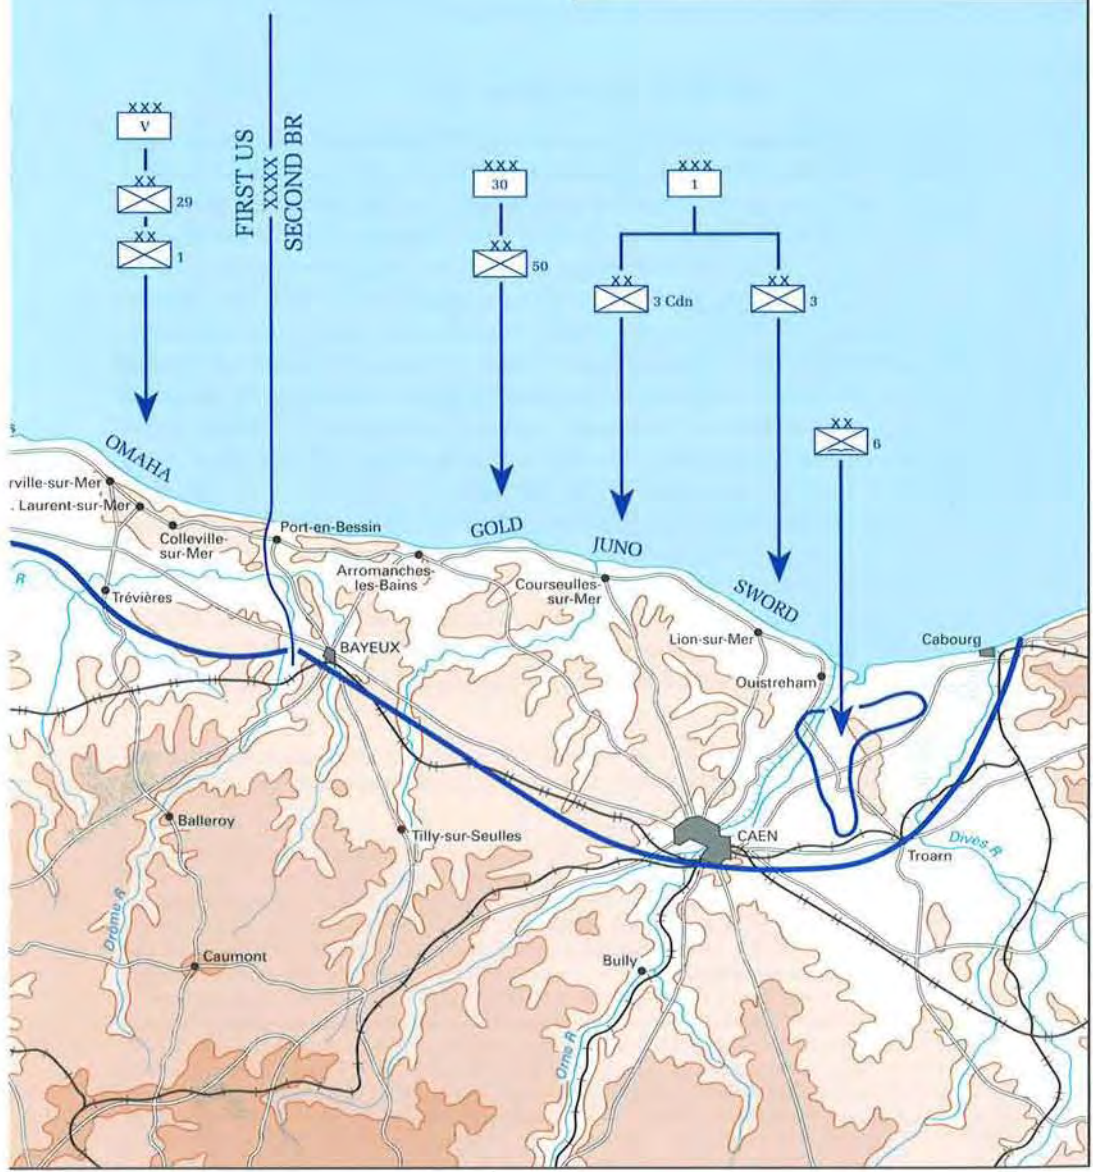 XXX
V
XX
29
XX
1
FIRST US
XXXX
SECOND BR
XXX
30
XX
50
XXX
1
XX
3 Cdn
XX
3
XX
6
OMAHA
rville-sur-Mer
. Laurent-sur-Mer
Colleville-
sur-Mer
Port-en-Bessin
GOLD
JUNO
Arromanches-
les-Bains
Courseulles-
sur-Mer
SWORD
R
Trévières
BAYEUX
Lion-sur-Mer
Cabourg
Ouistreham
Balleroy
Tilly-sur-Seulles
CAEN
Troarn
Dives R
Drôme R
Caumont
Bully
Orne R